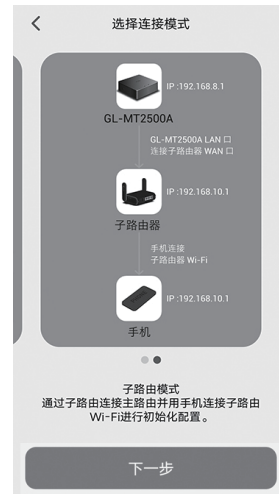 选择连接模式
IP :192.168.8.1
GL-MT2500A
GL-MT2500A LAN 口
连接子路由器 WAN 口
IP :192.168.10.1
子路由器
手机连接
子路由器 Wi-Fi
IP :192.168.10.1
手机
子路由模式
通过子路由连接主路由并用手机连接子路由
Wi-Fi进行初始化配置。
下一步